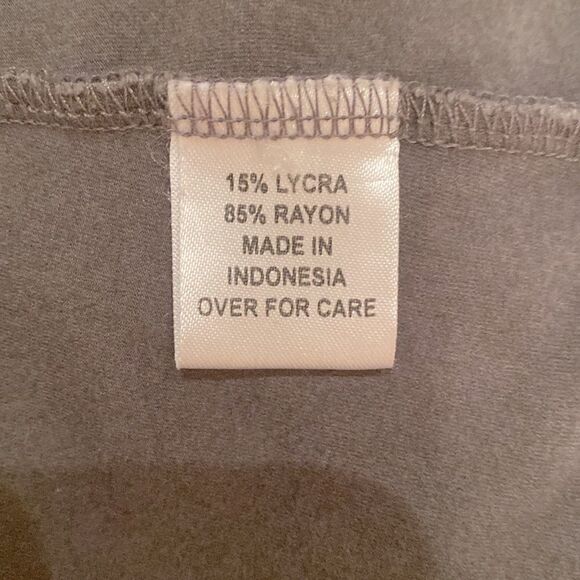 15% LYCRA
85% RAYON
MADE IN
INDONESIA
OVER FOR CARE